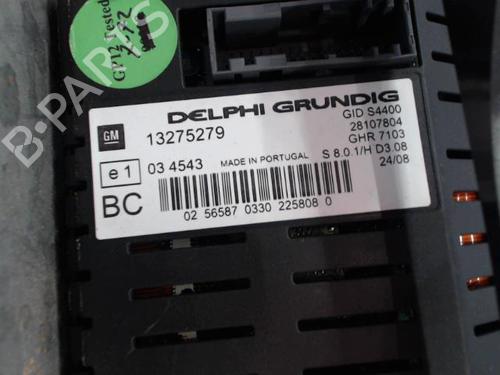 GP12 Tested
DELPHI GRUNDIG
GM
13275279
GID S4400
28107804
GHR 7103
e1
03 4543
MADE IN PORTUGAL
S 8.0.1/H D3.08
24/08
BC
02 56587 0330 225808 0
B-PARTS